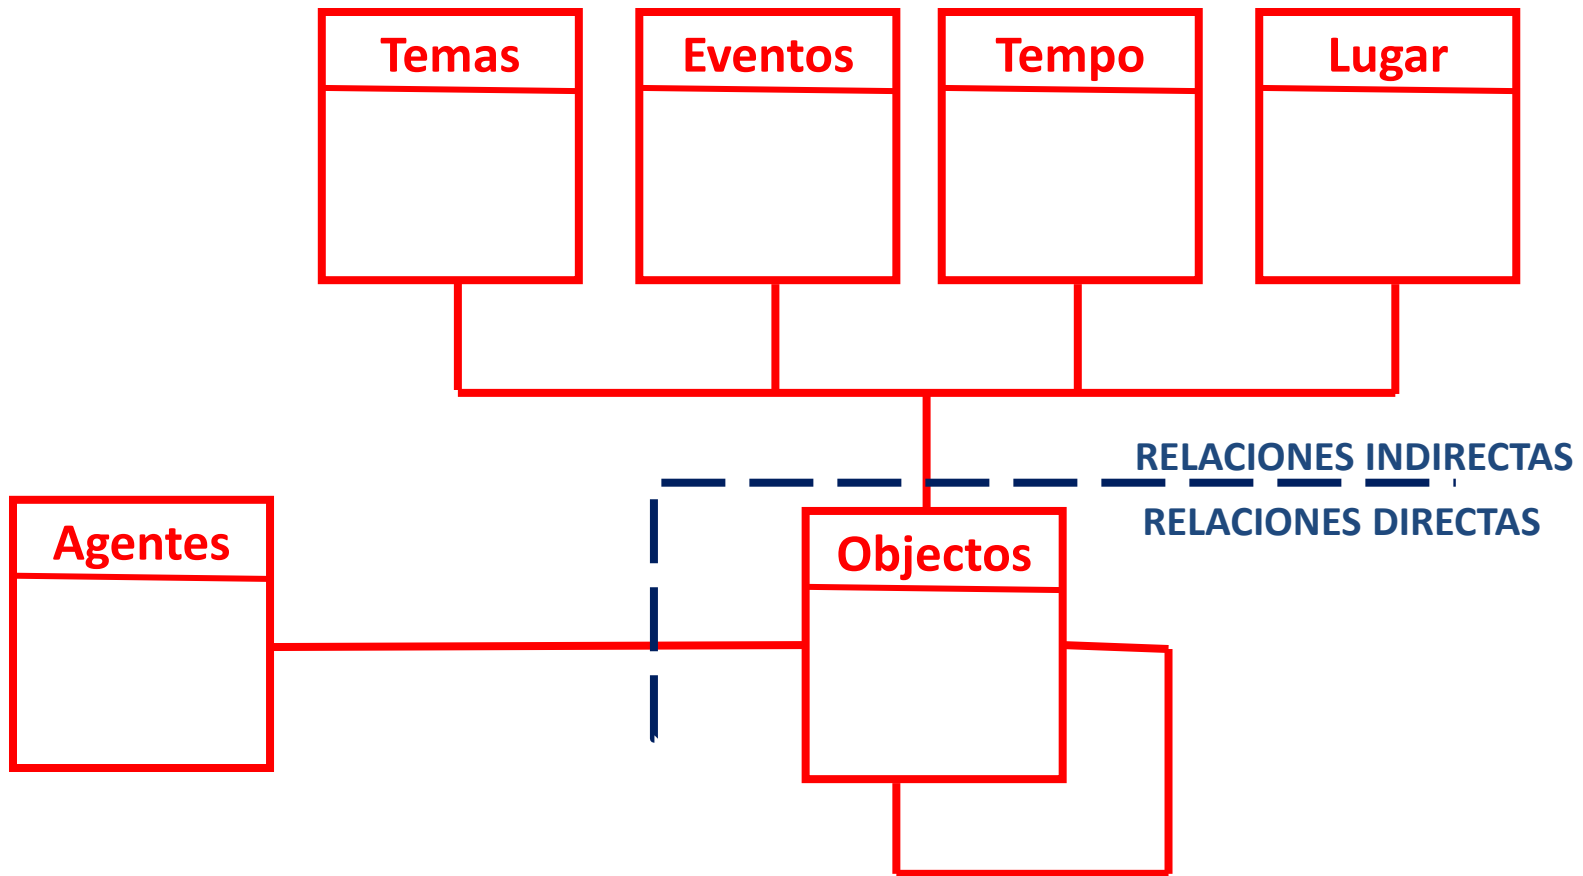 Temas
Eventos
Tempo
Lugar
RELACIONES INDIRECTAS
RELACIONES DIRECTAS
Agentes
Objectos